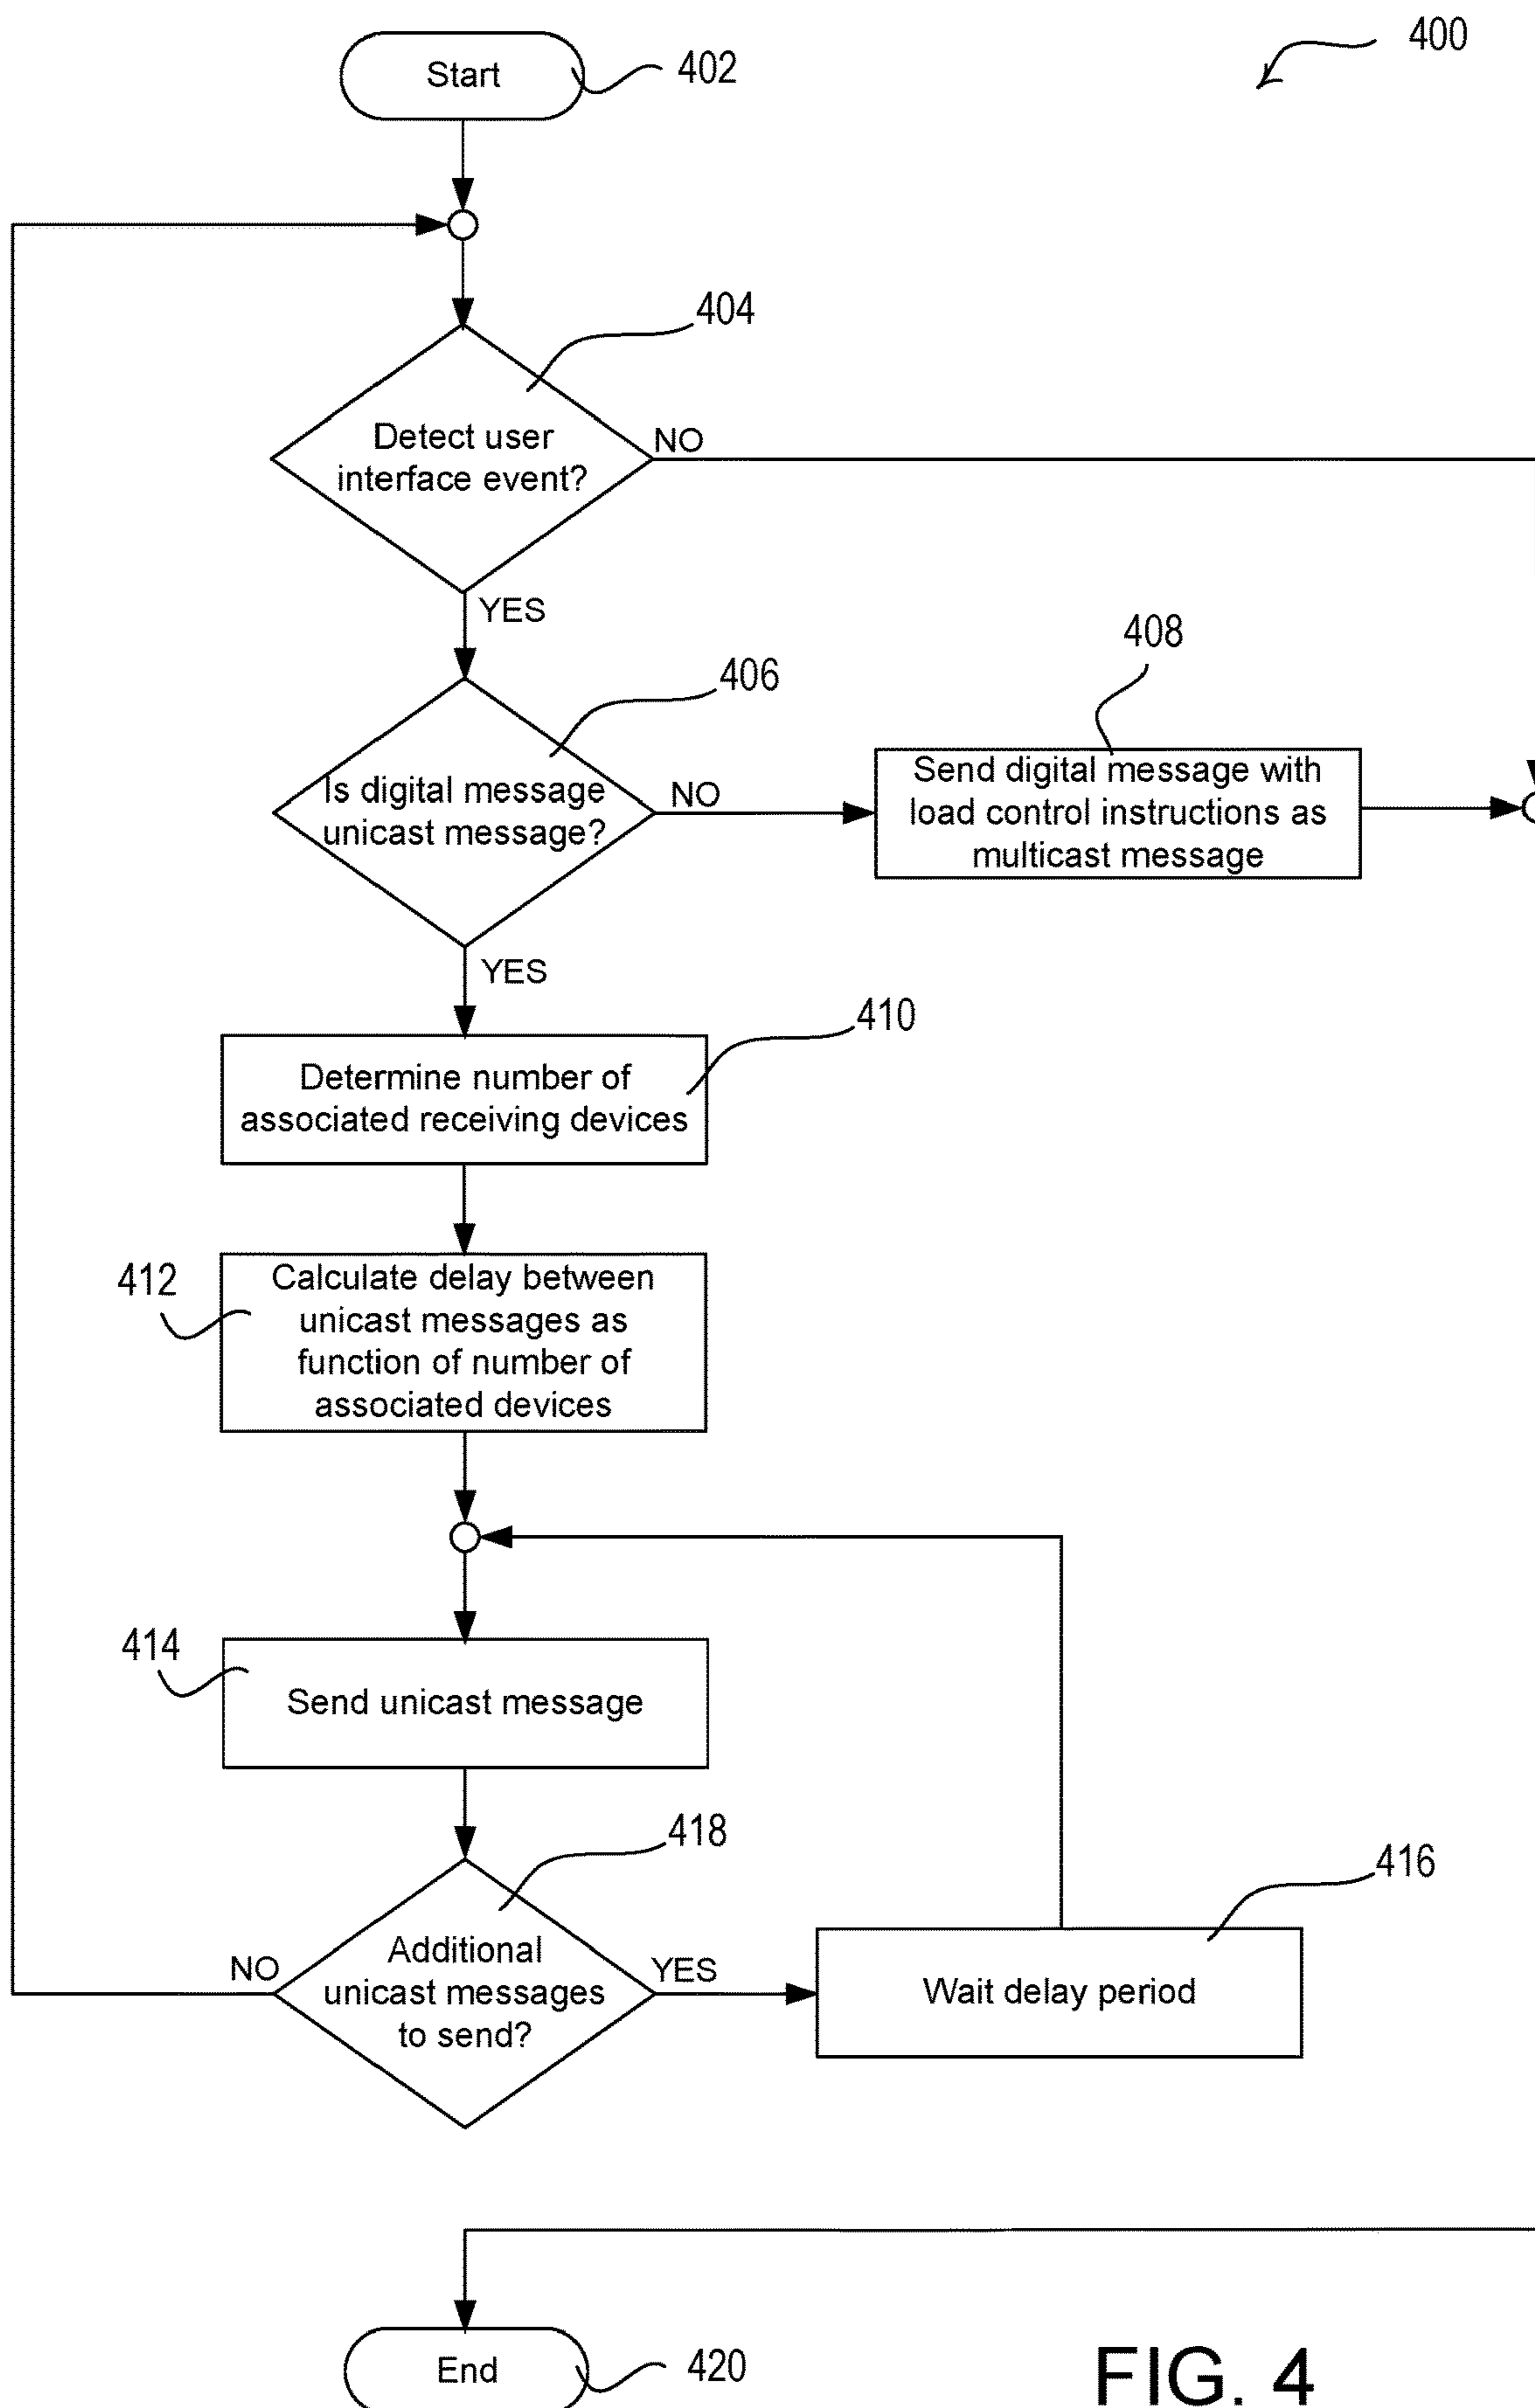 400
Start
402
404
Detect user
interface event?
NO
YES
406
408
Is digital message
unicast message?
NO
Send digital message with
load control instructions as
multicast message
YES
410
Determine number of
associated receiving devices
412
Calculate delay between
unicast messages as
function of number of
associated devices
414
Send unicast message
418
416
Additional
unicast messages
to send?
NO
YES
Wait delay period
End
420
FIG. 4